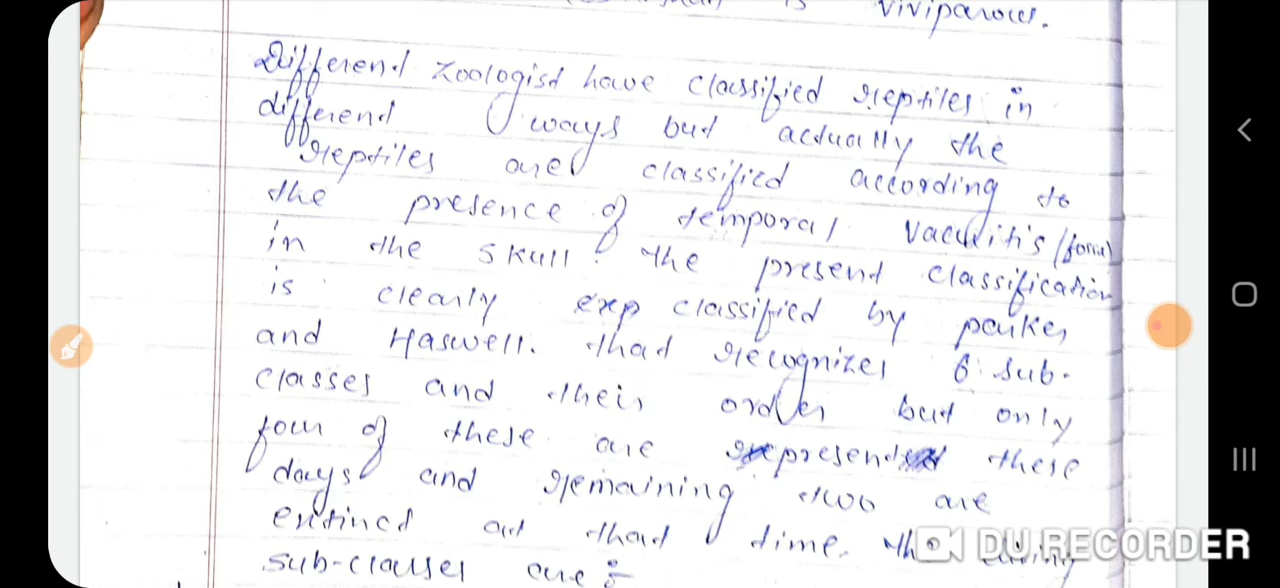 is viviparous.
Different zoologist have classified reptiles in
different ways but actually the
reptiles are classified according to
the presence of temporal
in the skull. The present classification
is clearly exp classified by parker
and Haswell. that recognizes 6 sub-
classes and their order but only
four of these are represent these
days and remaining two are
extinct at that time. the living
sub-classes are :-
DU RECORDER